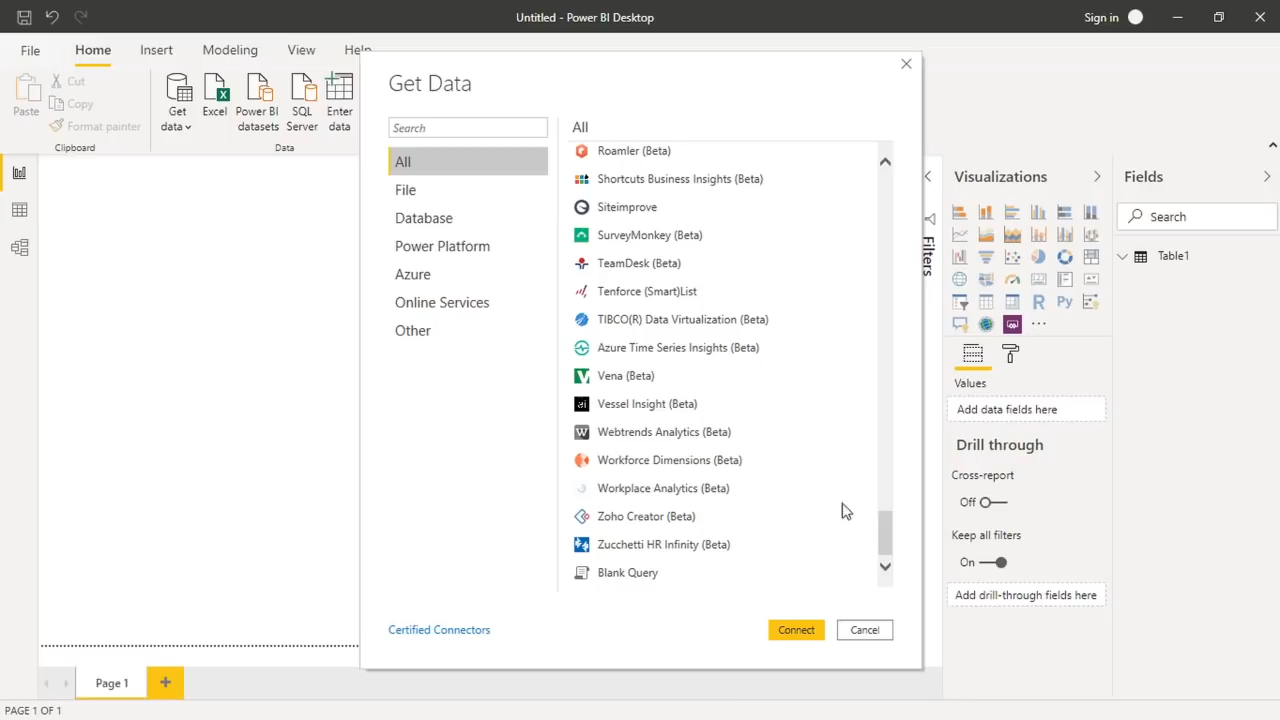 Untitled - Power BI Desktop
Sign in
File
Home
Insert
Modeling
View
Help
Paste
Cut
Copy
Format painter
Clipboard
Get data
Excel
Power BI datasets
SQL Server
Enter data
Data
Get Data
Search
All
File
Database
Power Platform
Azure
Online Services
Other
All
Roamler (Beta)
Shortcuts Business Insights (Beta)
Siteimprove
SurveyMonkey (Beta)
TeamDesk (Beta)
Tenforce (Smart)List
TIBCO(R) Data Virtualization (Beta)
Azure Time Series Insights (Beta)
Vena (Beta)
Vessel Insight (Beta)
Webtrends Analytics (Beta)
Workforce Dimensions (Beta)
Workplace Analytics (Beta)
Zoho Creator (Beta)
Zucchetti HR Infinity (Beta)
Blank Query
Certified Connectors
Connect
Cancel
Filters
Visualizations
R
Py
Values
Add data fields here
Drill through
Cross-report
Off
Keep all filters
On
Add drill-through fields here
Fields
Search
Table1
Page 1
PAGE 1 OF 1